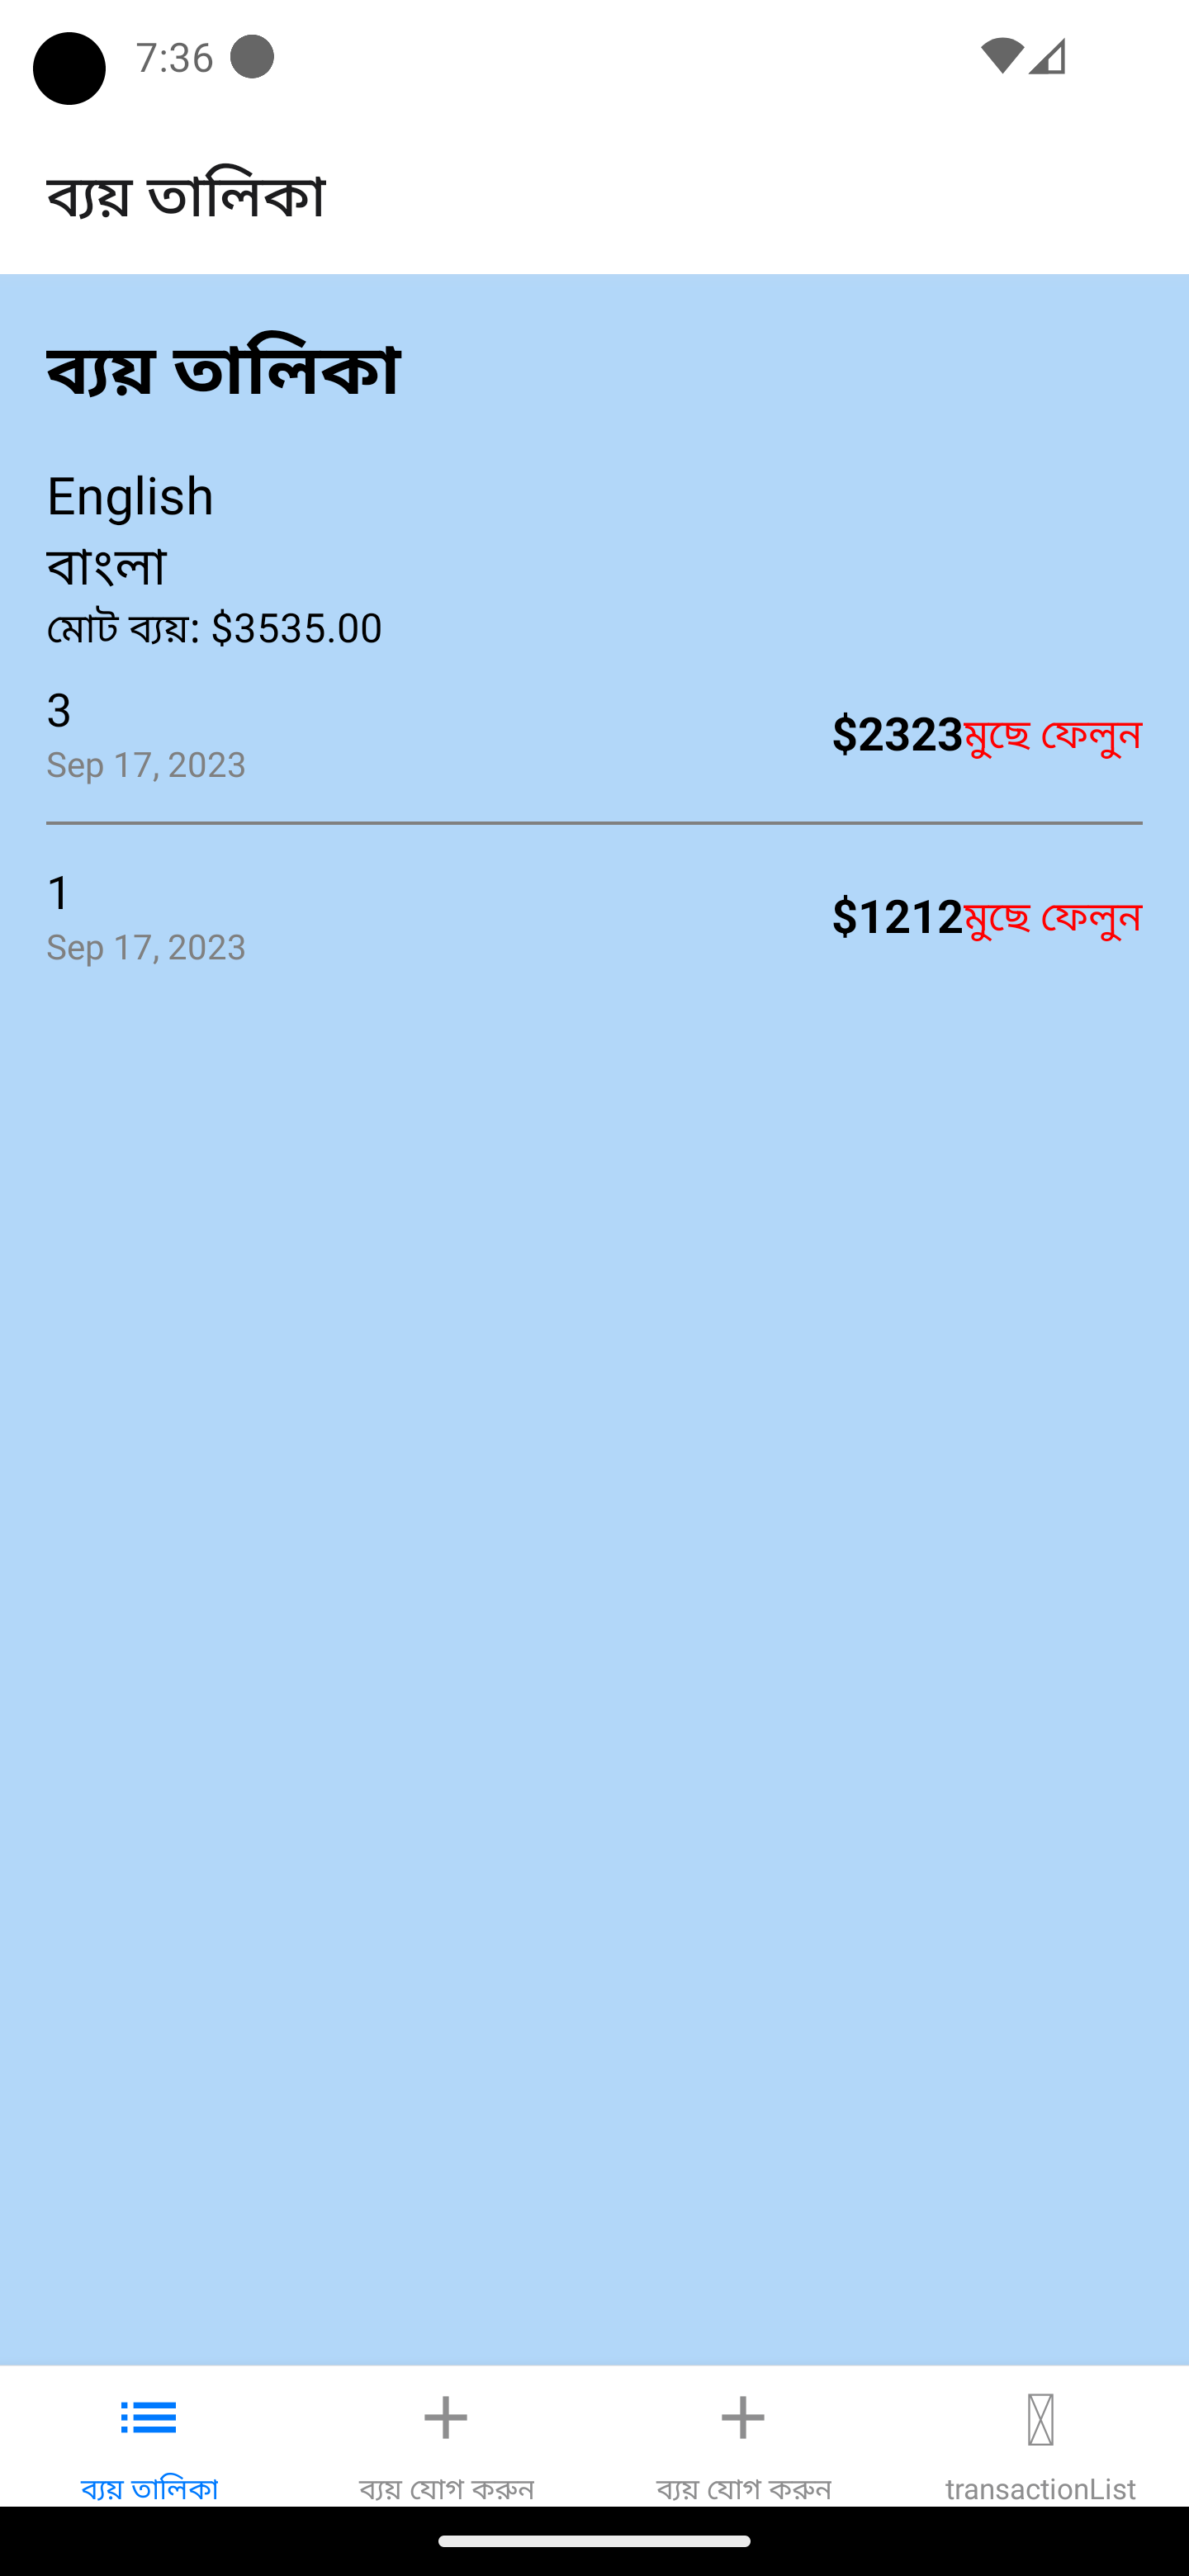 7:36
ব্যয় তালিকা
ব্যয় তালিকা
English
বাংলা
মোট ব্যয়: $3535.00
3
Sep 17, 2023
$2323মুছে ফেলুন
1
Sep 17, 2023
$1212মুছে ফেলুন
ব্যয় তালিকা
ব্যয় যোগ করুন
ব্যয় যোগ করুন
transactionList